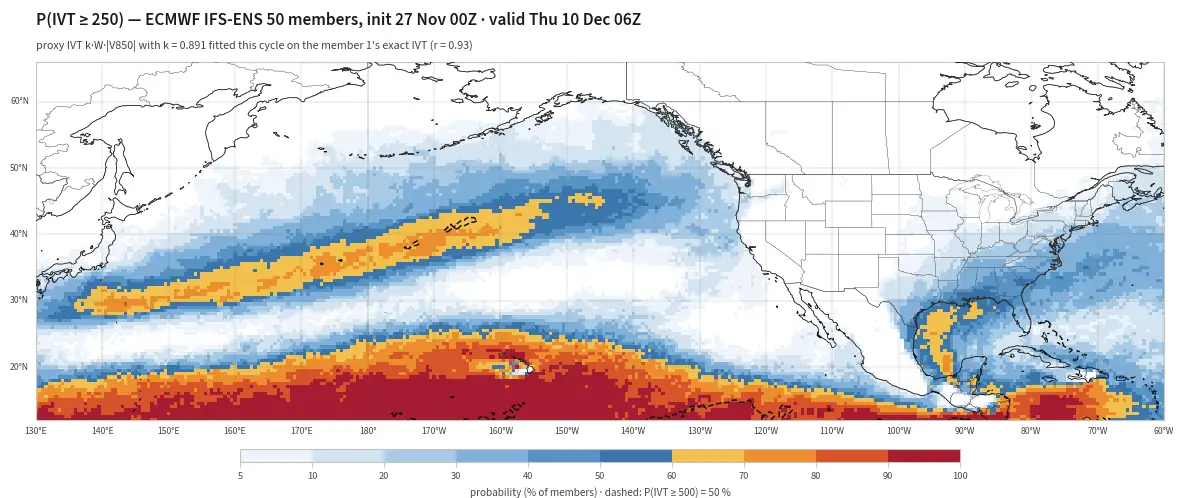 P(IVT ≥ 250) — ECMWF IFS-ENS 50 members, init 27 Nov 00Z · valid Thu 10 Dec 06Z
proxy IVT k·W·|V850| with k = 0.891 fitted this cycle on the member 1's exact IVT (r = 0.93)
60°N
50°N
40°N
30°N
20°N
130°E 140°E 150°E 160°E 170°E 180° 170°W 160°W 150°W 140°W 130°W 120°W 110°W 100°W 90°W 80°W 70°W 60°W
5 10 20 30 40 50 60 70 80 90 100
probability (% of members) · dashed: P(IVT ≥ 500) = 50 %